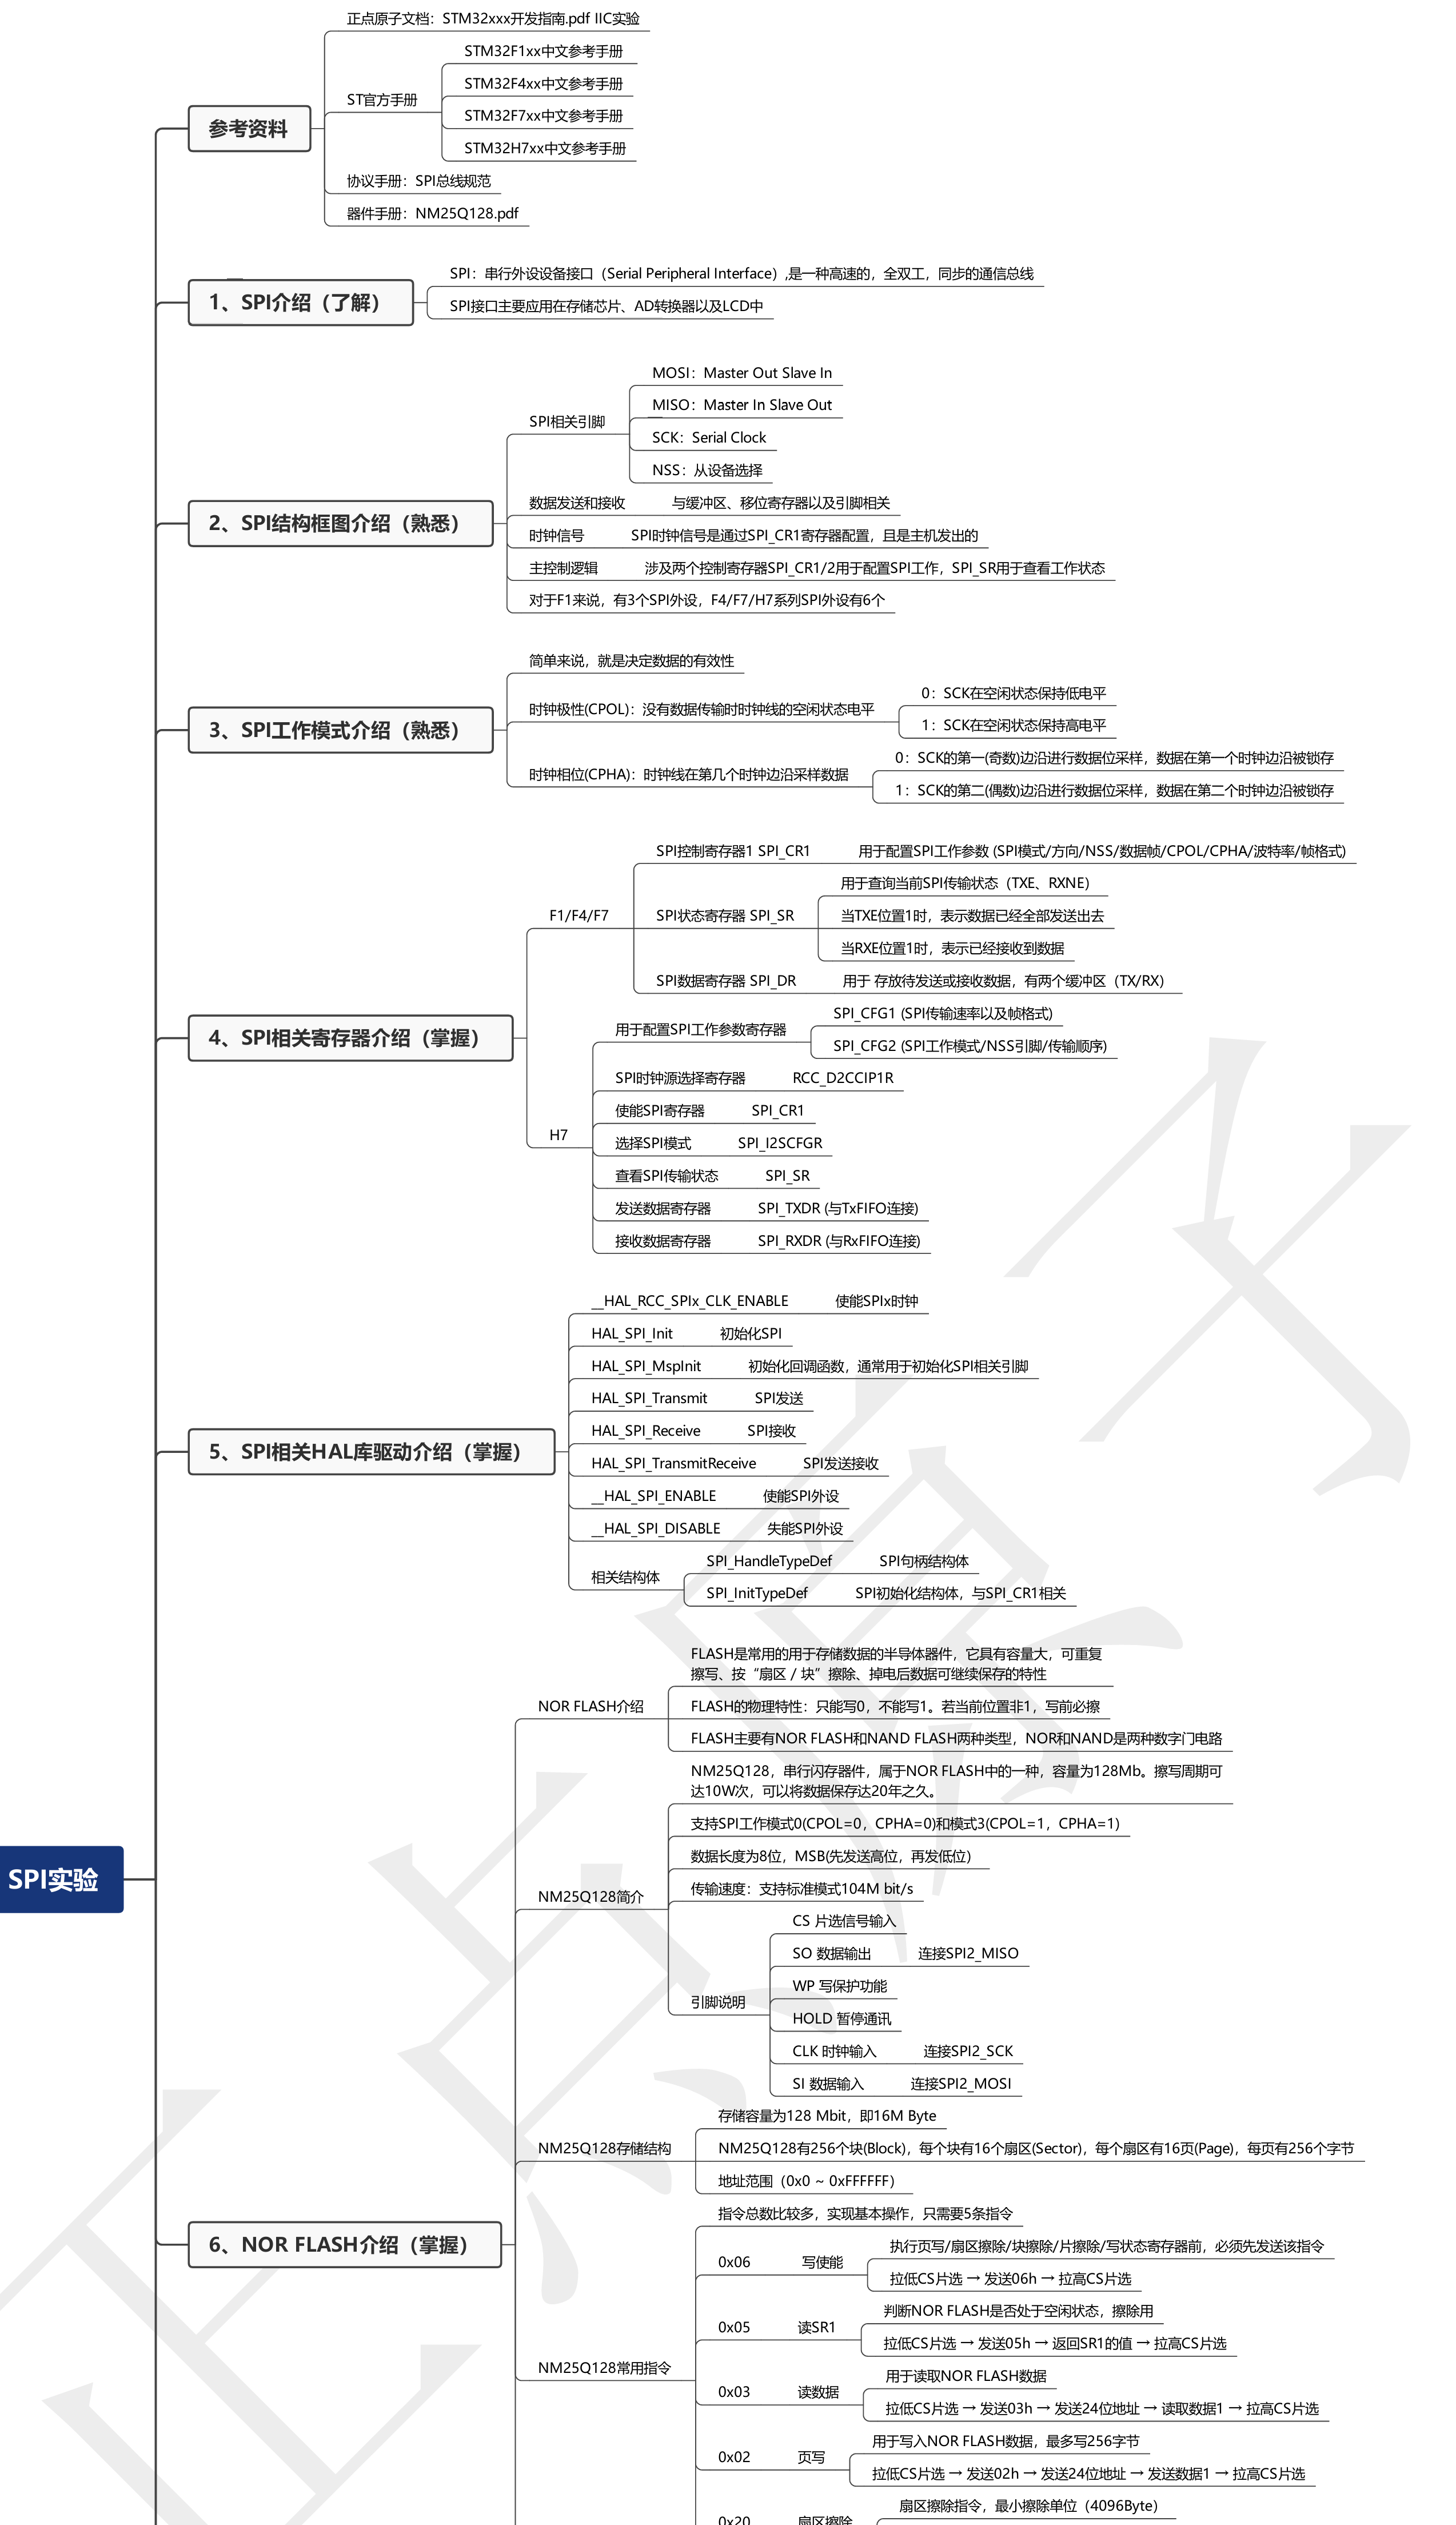 正点原子文档：STM32xxx开发指南.pdf IIC实验
STM32F1xx中文参考手册
STM32F4xx中文参考手册
ST官方手册
STM32F7xx中文参考手册
STM32H7xx中文参考手册
参考资料
协议手册：SPI总线规范
器件手册：NM25Q128.pdf
SPI：串行外设设备接口（Serial Peripheral Interface）,是一种高速的，全双工，同步的通信总线
1、SPI介绍（了解）
SPI接口主要应用在存储芯片、AD转换器以及LCD中
MOSI：Master Out Slave In
MISO：Master In Slave Out
SPI相关引脚
SCK：Serial Clock
NSS：从设备选择
数据发送和接收 与缓冲区、移位寄存器以及引脚相关
2、SPI结构框图介绍（熟悉）
时钟信号 SPI时钟信号是通过SPI_CR1寄存器配置，且是主机发出的
主控制逻辑 涉及两个控制寄存器SPI_CR1/2用于配置SPI工作，SPI_SR用于查看工作状态
对于F1来说，有3个SPI外设，F4/F7/H7系列SPI外设有6个
简单来说，就是决定数据的有效性
0：SCK在空闲状态保持低电平
时钟极性(CPOL)：没有数据传输时时钟线的空闲状态电平
1：SCK在空闲状态保持高电平
3、SPI工作模式介绍（熟悉）
0：SCK的第一(奇数)边沿进行数据位采样，数据在第一个时钟边沿被锁存
时钟相位(CPHA)：时钟线在第几个时钟边沿采样数据
1：SCK的第二(偶数)边沿进行数据位采样，数据在第二个时钟边沿被锁存
SPI控制寄存器1 SPI_CR1 用于配置SPI工作参数 (SPI模式/方向/NSS/数据帧/CPOL/CPHA/波特率/帧格式)
用于查询当前SPI传输状态（TXE、RXNE）
F1/F4/F7
SPI状态寄存器 SPI_SR
当TXE位置1时，表示数据已经全部发送出去
当RXE位置1时，表示已经接收到数据
SPI数据寄存器 SPI_DR 用于 存放待发送或接收数据，有两个缓冲区（TX/RX）
4、SPI相关寄存器介绍（掌握）
SPI_CFG1 (SPI传输速率以及帧格式)
用于配置SPI工作参数寄存器
SPI_CFG2 (SPI工作模式/NSS引脚/传输顺序)
SPI时钟源选择寄存器 RCC_D2CCIP1R
使能SPI寄存器 SPI_CR1
H7
选择SPI模式 SPI_I2SCFGR
查看SPI传输状态 SPI_SR
发送数据寄存器 SPI_TXDR (与TxFIFO连接)
接收数据寄存器 SPI_RXDR (与RxFIFO连接)
__HAL_RCC_SPIx_CLK_ENABLE 使能SPIx时钟
HAL_SPI_Init 初始化SPI
HAL_SPI_MspInit 初始化回调函数，通常用于初始化SPI相关引脚
HAL_SPI_Transmit SPI发送
HAL_SPI_Receive SPI接收
5、SPI相关HAL库驱动介绍（掌握）
HAL_SPI_TransmitReceive SPI发送接收
__HAL_SPI_ENABLE 使能SPI外设
__HAL_SPI_DISABLE 失能SPI外设
SPI_HandleTypeDef SPI句柄结构体
相关结构体
SPI_InitTypeDef SPI初始化结构体，与SPI_CR1相关
FLASH是常用的用于存储数据的半导体器件，它具有容量大，可重复
擦写、按“扇区 / 块”擦除、掉电后数据可继续保存的特性
NOR FLASH介绍
FLASH的物理特性：只能写0，不能写1。若当前位置非1，写前必擦
FLASH主要有NOR FLASH和NAND FLASH两种类型，NOR和NAND是两种数字门电路
NM25Q128，串行闪存器件，属于NOR FLASH中的一种，容量为128Mb。擦写周期可
达10W次，可以将数据保存达20年之久。
支持SPI工作模式0(CPOL=0，CPHA=0)和模式3(CPOL=1，CPHA=1)
数据长度为8位，MSB(先发送高位，再发低位)
SPI实验
NM25Q128简介
传输速度：支持标准模式104M bit/s
CS 片选信号输入
SO 数据输出 连接SPI2_MISO
WP 写保护功能
引脚说明
HOLD 暂停通讯
CLK 时钟输入 连接SPI2_SCK
SI 数据输入 连接SPI2_MOSI
存储容量为128 Mbit，即16M Byte
NM25Q128存储结构
NM25Q128有256个块(Block)，每个块有16个扇区(Sector)，每个扇区有16页(Page)，每页有256个字节
地址范围（0x0 ~ 0xFFFFFF）
指令总数比较多，实现基本操作，只需要5条指令
6、NOR FLASH介绍（掌握）
执行页写/扇区擦除/块擦除/片擦除/写状态寄存器前，必须先发送该指令
0x06 写使能
拉低CS片选 → 发送06h → 拉高CS片选
判断NOR FLASH是否处于空闲状态，擦除用
0x05 读SR1
拉低CS片选 → 发送05h → 返回SR1的值 → 拉高CS片选
NM25Q128常用指令
用于读取NOR FLASH数据
0x03 读数据
拉低CS片选 → 发送03h → 发送24位地址 → 读取数据1 → 拉高CS片选
用于写入NOR FLASH数据，最多写256字节
0x02 页写
拉低CS片选 → 发送02h → 发送24位地址 → 发送数据1 → 拉高CS片选
扇区擦除指令，最小擦除单位（4096Byte）
0x20 扇区擦除
正点原子